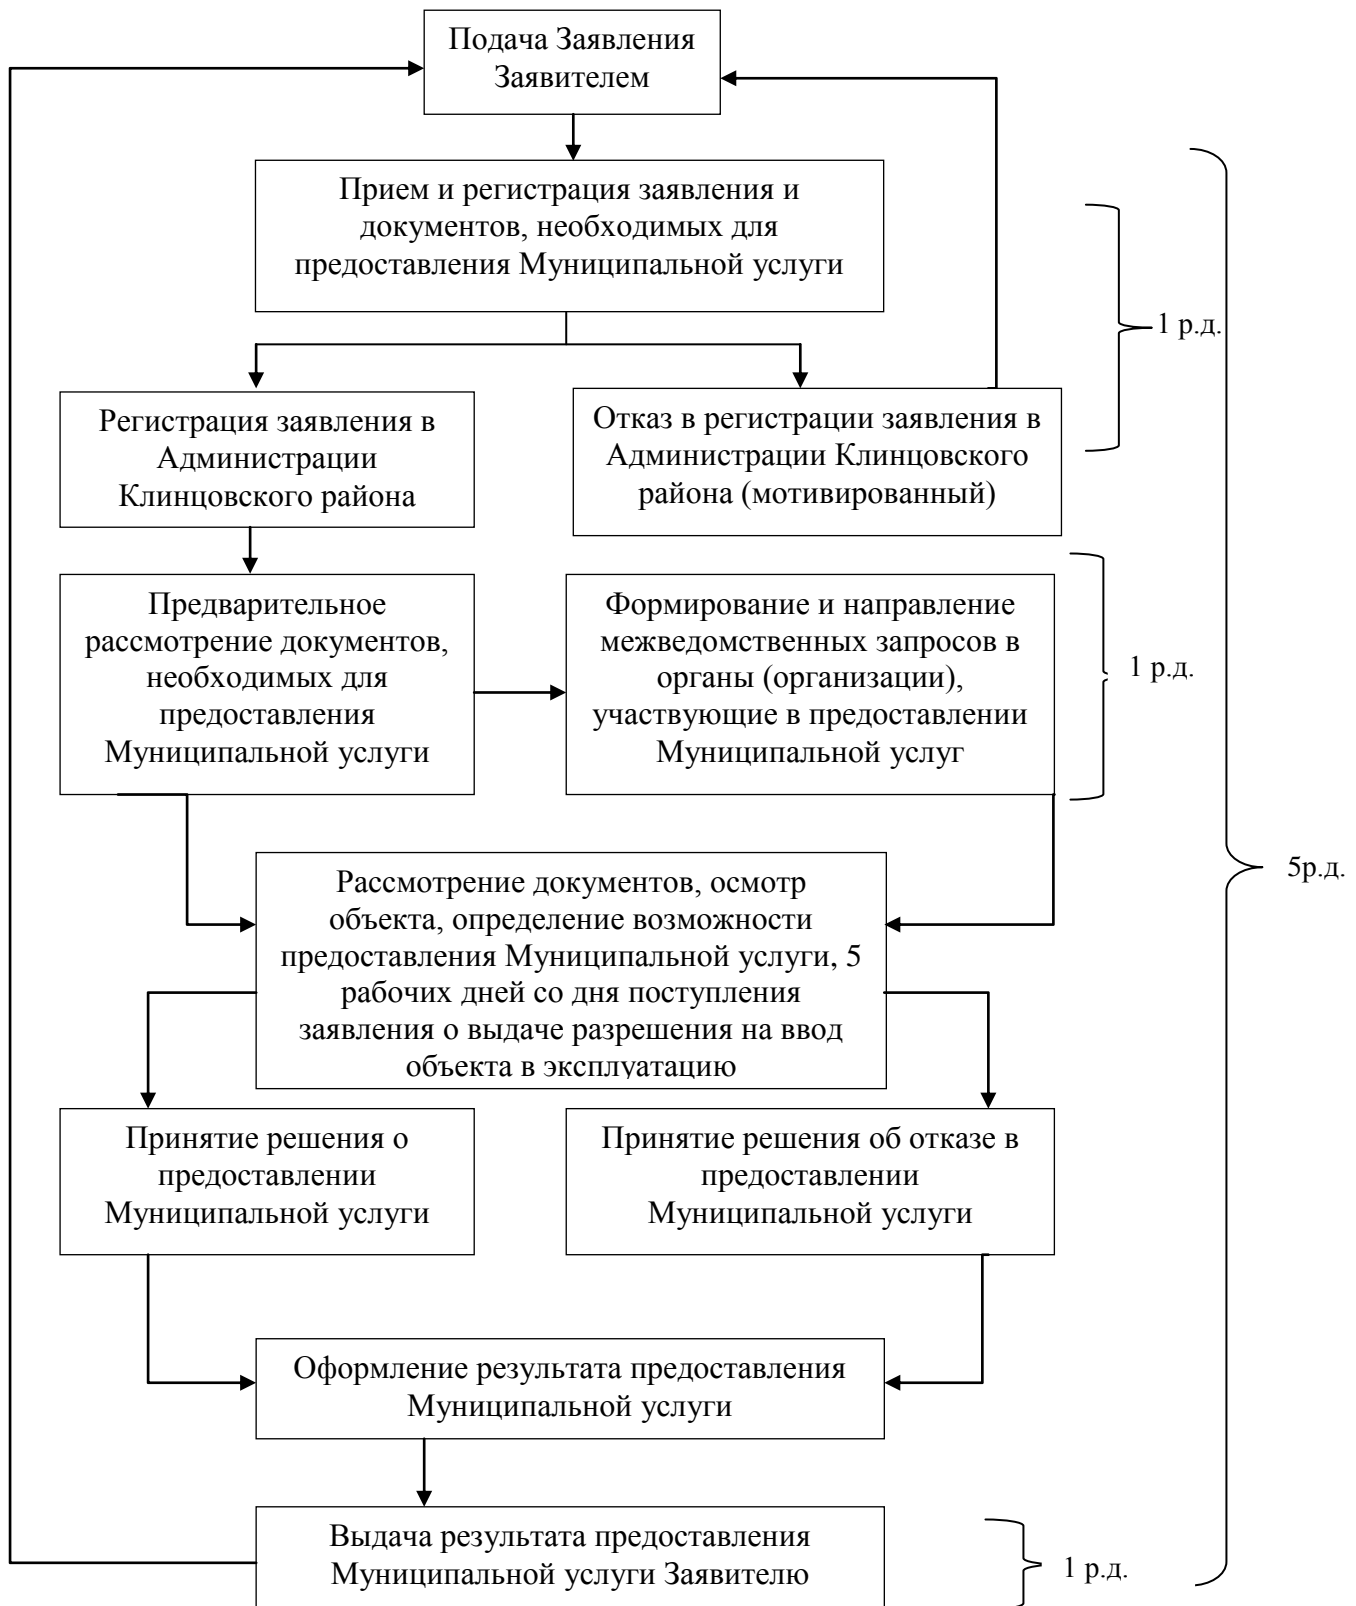 Подача Заявления
Заявителем
Прием и регистрация заявления и
документов, необходимых для
предоставления Муниципальной услуги
1 р.д.
Регистрация заявления в
Администрации
Клинцовского района
Отказ в регистрации заявления в
Администрации Клинцовского
района (мотивированный)
Предварительное
рассмотрение документов,
необходимых для
предоставления
Муниципальной услуги
Формирование и направление
межведомственных запросов в
органы (организации),
участвующие в предоставлении
Муниципальной услуг
1 р.д.
5р.д.
Рассмотрение документов, осмотр
объекта, определение возможности
предоставления Муниципальной услуги, 5
рабочих дней со дня поступления
заявления о выдаче разрешения на ввод
объекта в эксплуатацию
Принятие решения о
предоставлении
Муниципальной услуги
Принятие решения об отказе в
предоставлении
Муниципальной услуги
Оформление результата предоставления
Муниципальной услуги
Выдача результата предоставления
Муниципальной услуги Заявителю
1 р.д.